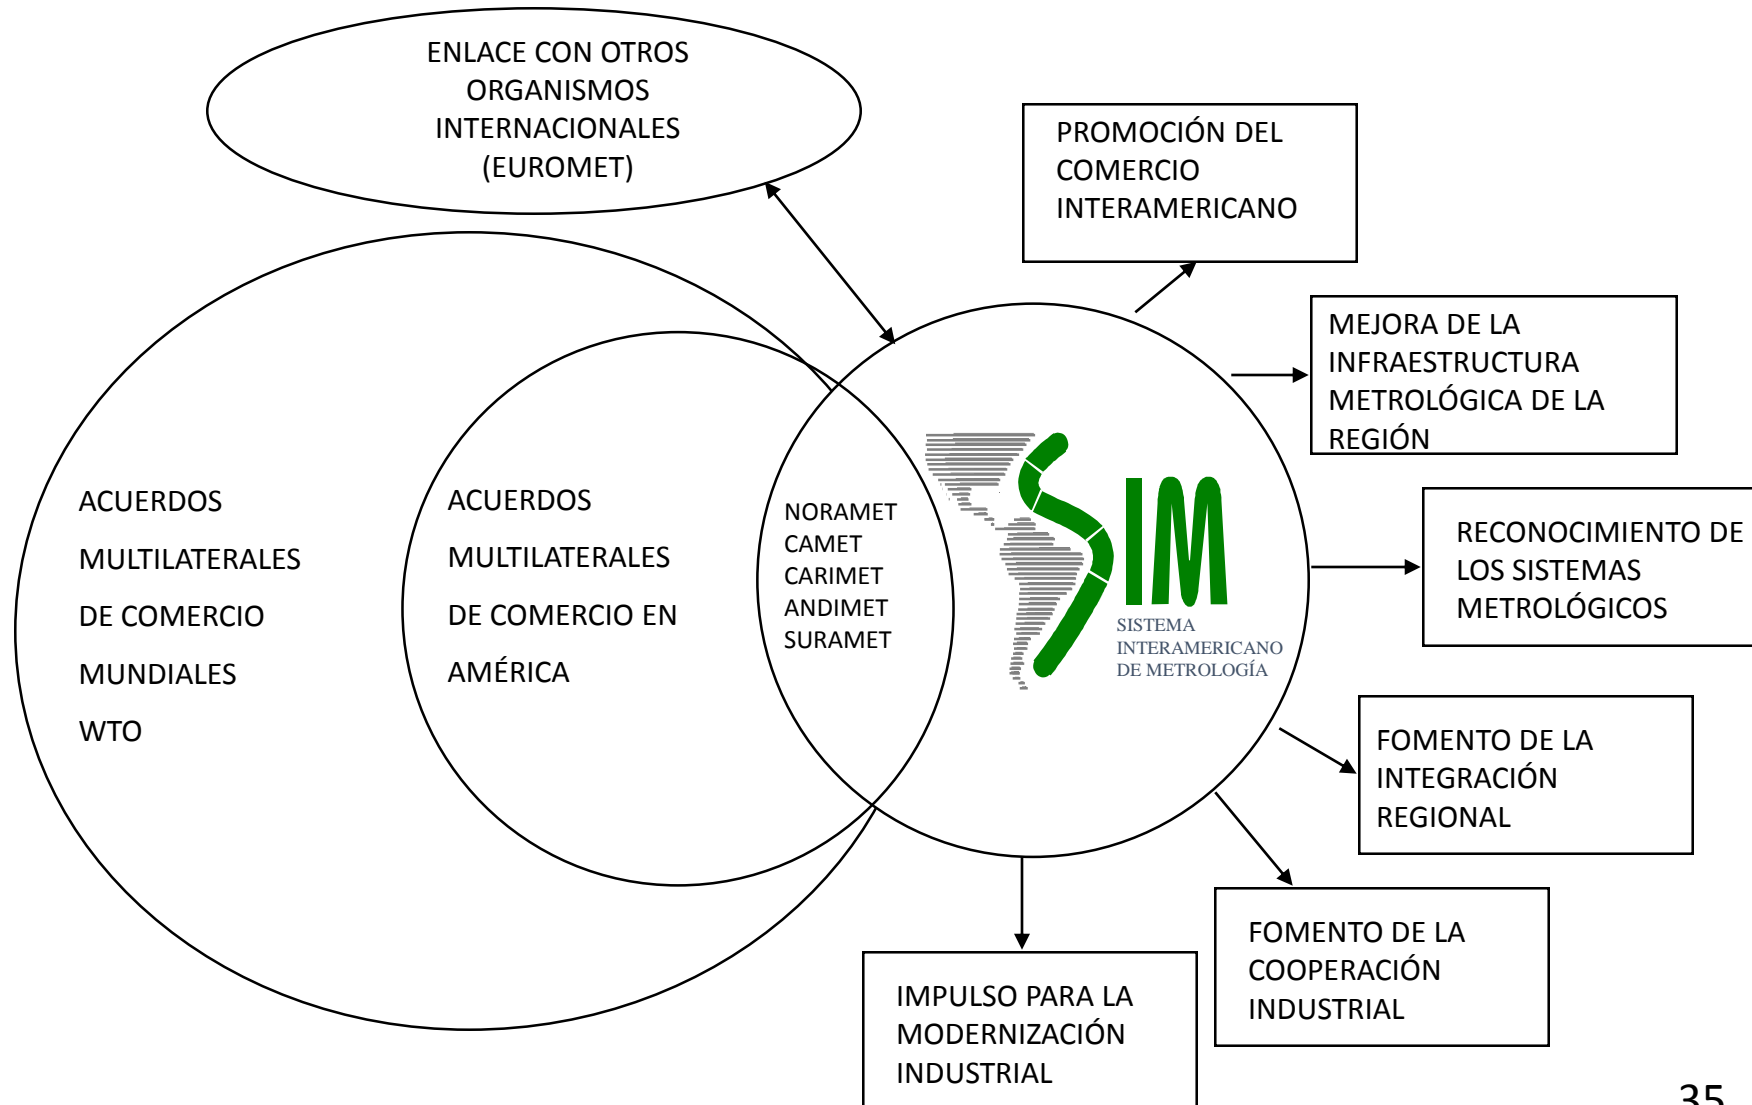 ENLACE CON OTROS
ORGANISMOS
INTERNACIONALES
(EUROMET)
PROMOCIÓN DEL
COMERCIO
INTERAMERICANO
MEJORA DE LA
INFRAESTRUCTURA
METROLÓGICA DE LA
REGIÓN
ACUERDOS
MULTILATERALES
DE COMERCIO
MUNDIALES
WTO
ACUERDOS
MULTILATERALES
DE COMERCIO EN
AMÉRICA
NORAMET
CAMET
CARIMET
ANDIMET
SURAMET
SIM
SISTEMA
INTERAMERICANO
DE METROLOGÍA
RECONOCIMIENTO DE
LOS SISTEMAS
METROLÓGICOS
FOMENTO DE LA
INTEGRACIÓN
REGIONAL
FOMENTO DE LA
COOPERACIÓN
INDUSTRIAL
IMPULSO PARA LA
MODERNIZACIÓN
INDUSTRIAL
35